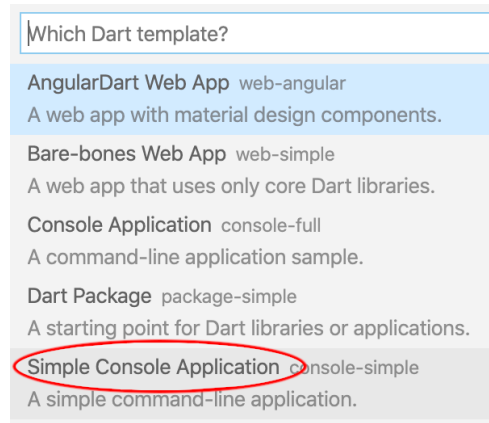 Which Dart template?
AngularDart Web App web-angular
A web app with material design components.
Bare-bones Web App web-simple
A web app that uses only core Dart libraries.
Console Application console-full
A command-line application sample.
Dart Package package-simple
A starting point for Dart libraries or applications.
Simple Console Application console-simple
A simple command-line application.